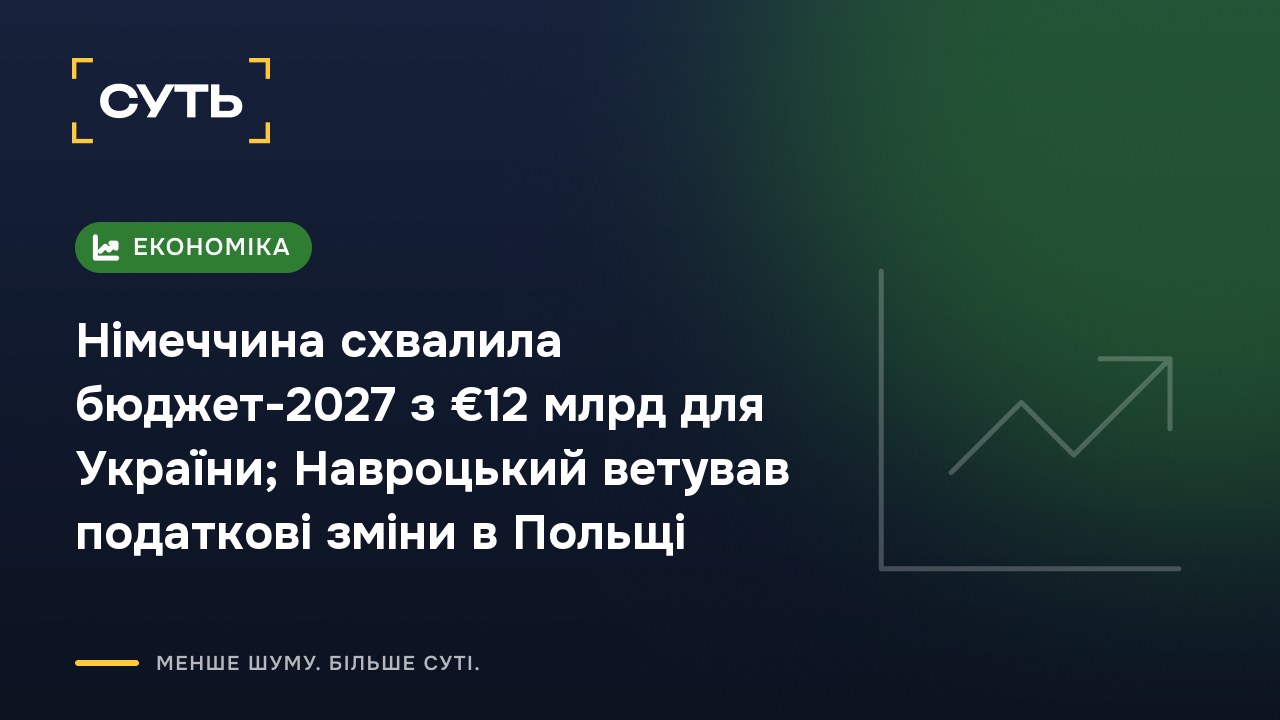 СУТЬ
ЕКОНОМІКА
Німеччина схвалила
бюджет-2027 з €12 млрд для
України; Навроцький ветував
податкові зміни в Польщі
МЕНШЕ ШУМУ. БІЛЬШЕ СУТІ.